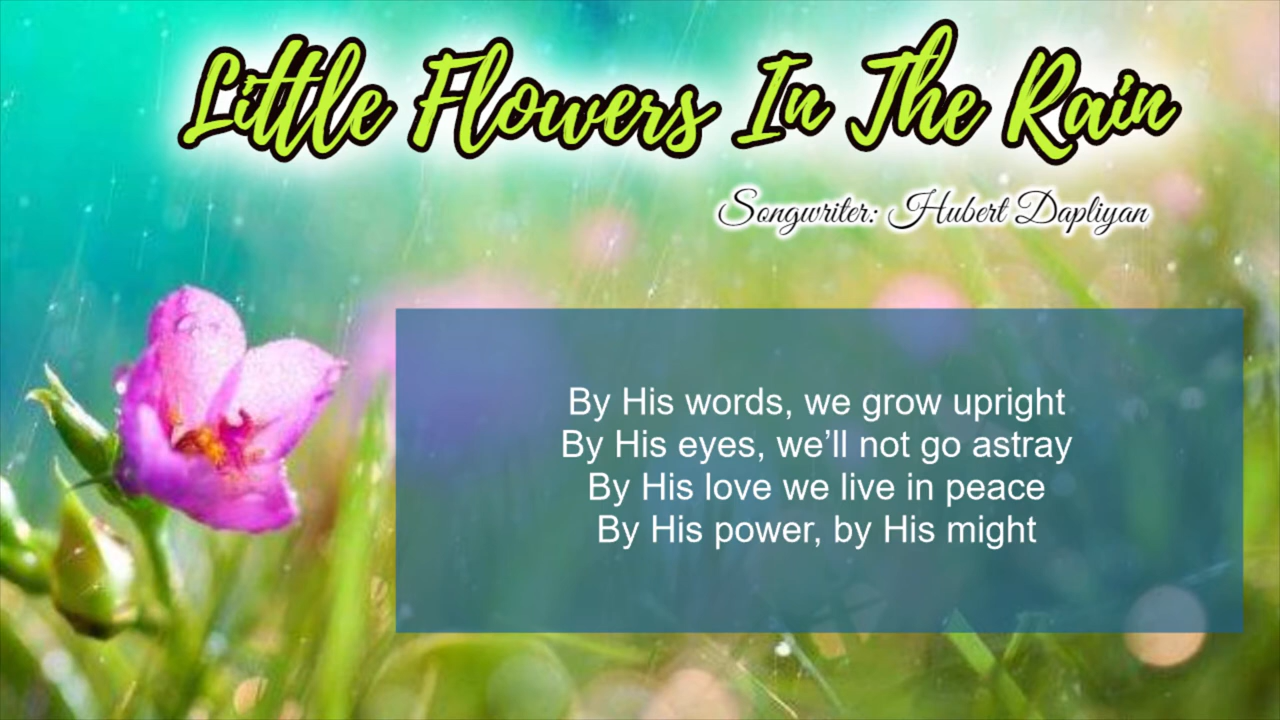 Little Flowers In The Rain
Songwriter: Hubert Dapliyan
By His words, we grow upright
By His eyes, we’ll not go astray
By His love we live in peace
By His power, by His might